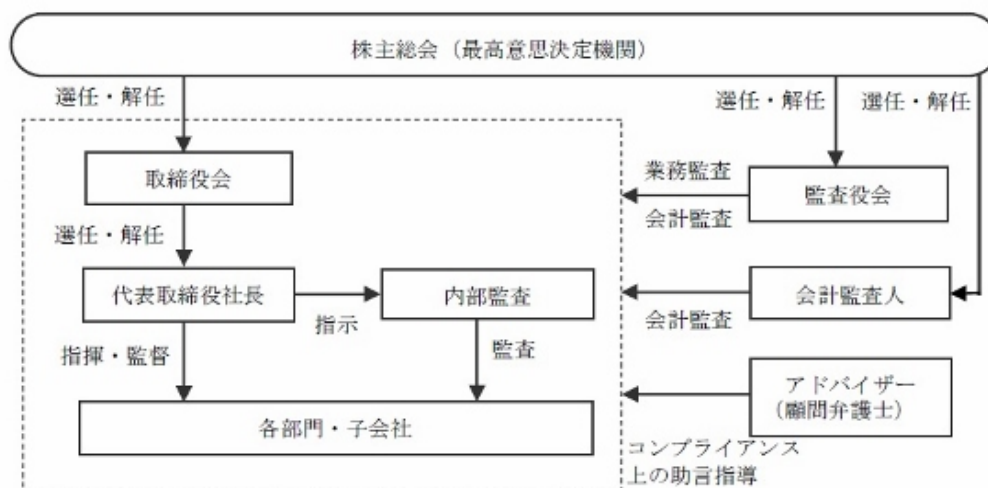 株主総会（最高意思決定機関）
選任・解任
選任・解任
選任・解任
取締役会
業務監査
監査役会
会計監査
選任・解任
代表取締役社長
内部監査
会計監査人
指示
会計監査
指揮・監督
監査
アドバイザー
（顧問弁護士）
各部門・子会社
コンプライアンス
上の助言指導